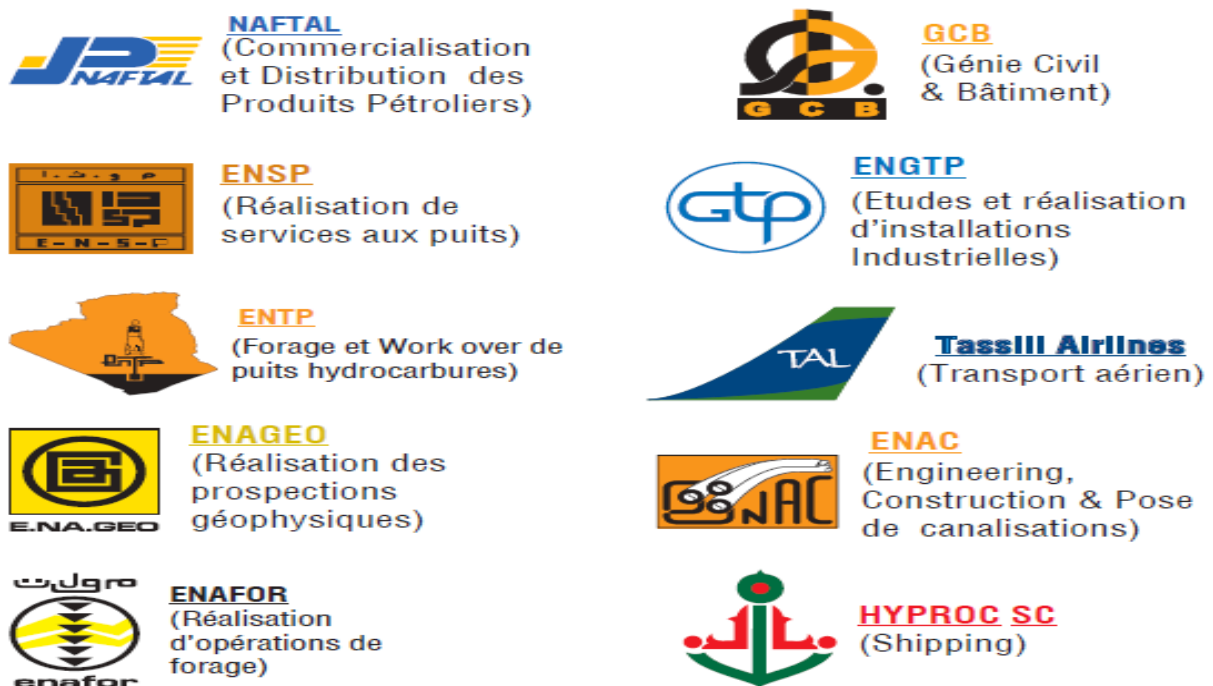 NAFTAL
NAFTAL
(Commercialisation
et Distribution des
Produits Pétroliers)
م . و . خ . ا
E-N-S-P
ENSP
(Réalisation de
services aux puits)
ENTP
ENTP
(Forage et Work over de
puits hydrocarbures)
E.NA.GEO
ENAGEO
(Réalisation des
prospections
géophysiques)
enafor
ENAFOR
(Réalisation
d'opérations de
forage)
G C B
GCB
(Génie Civil
& Bâtiment)
Gtp
ENGTP
(Etudes et réalisation
d'installations
Industrielles)
TAL
Tassili Airlines
(Transport aérien)
ENAC
ENAC
(Engineering,
Construction & Pose
de canalisations)
HYPROC SC
(Shipping)